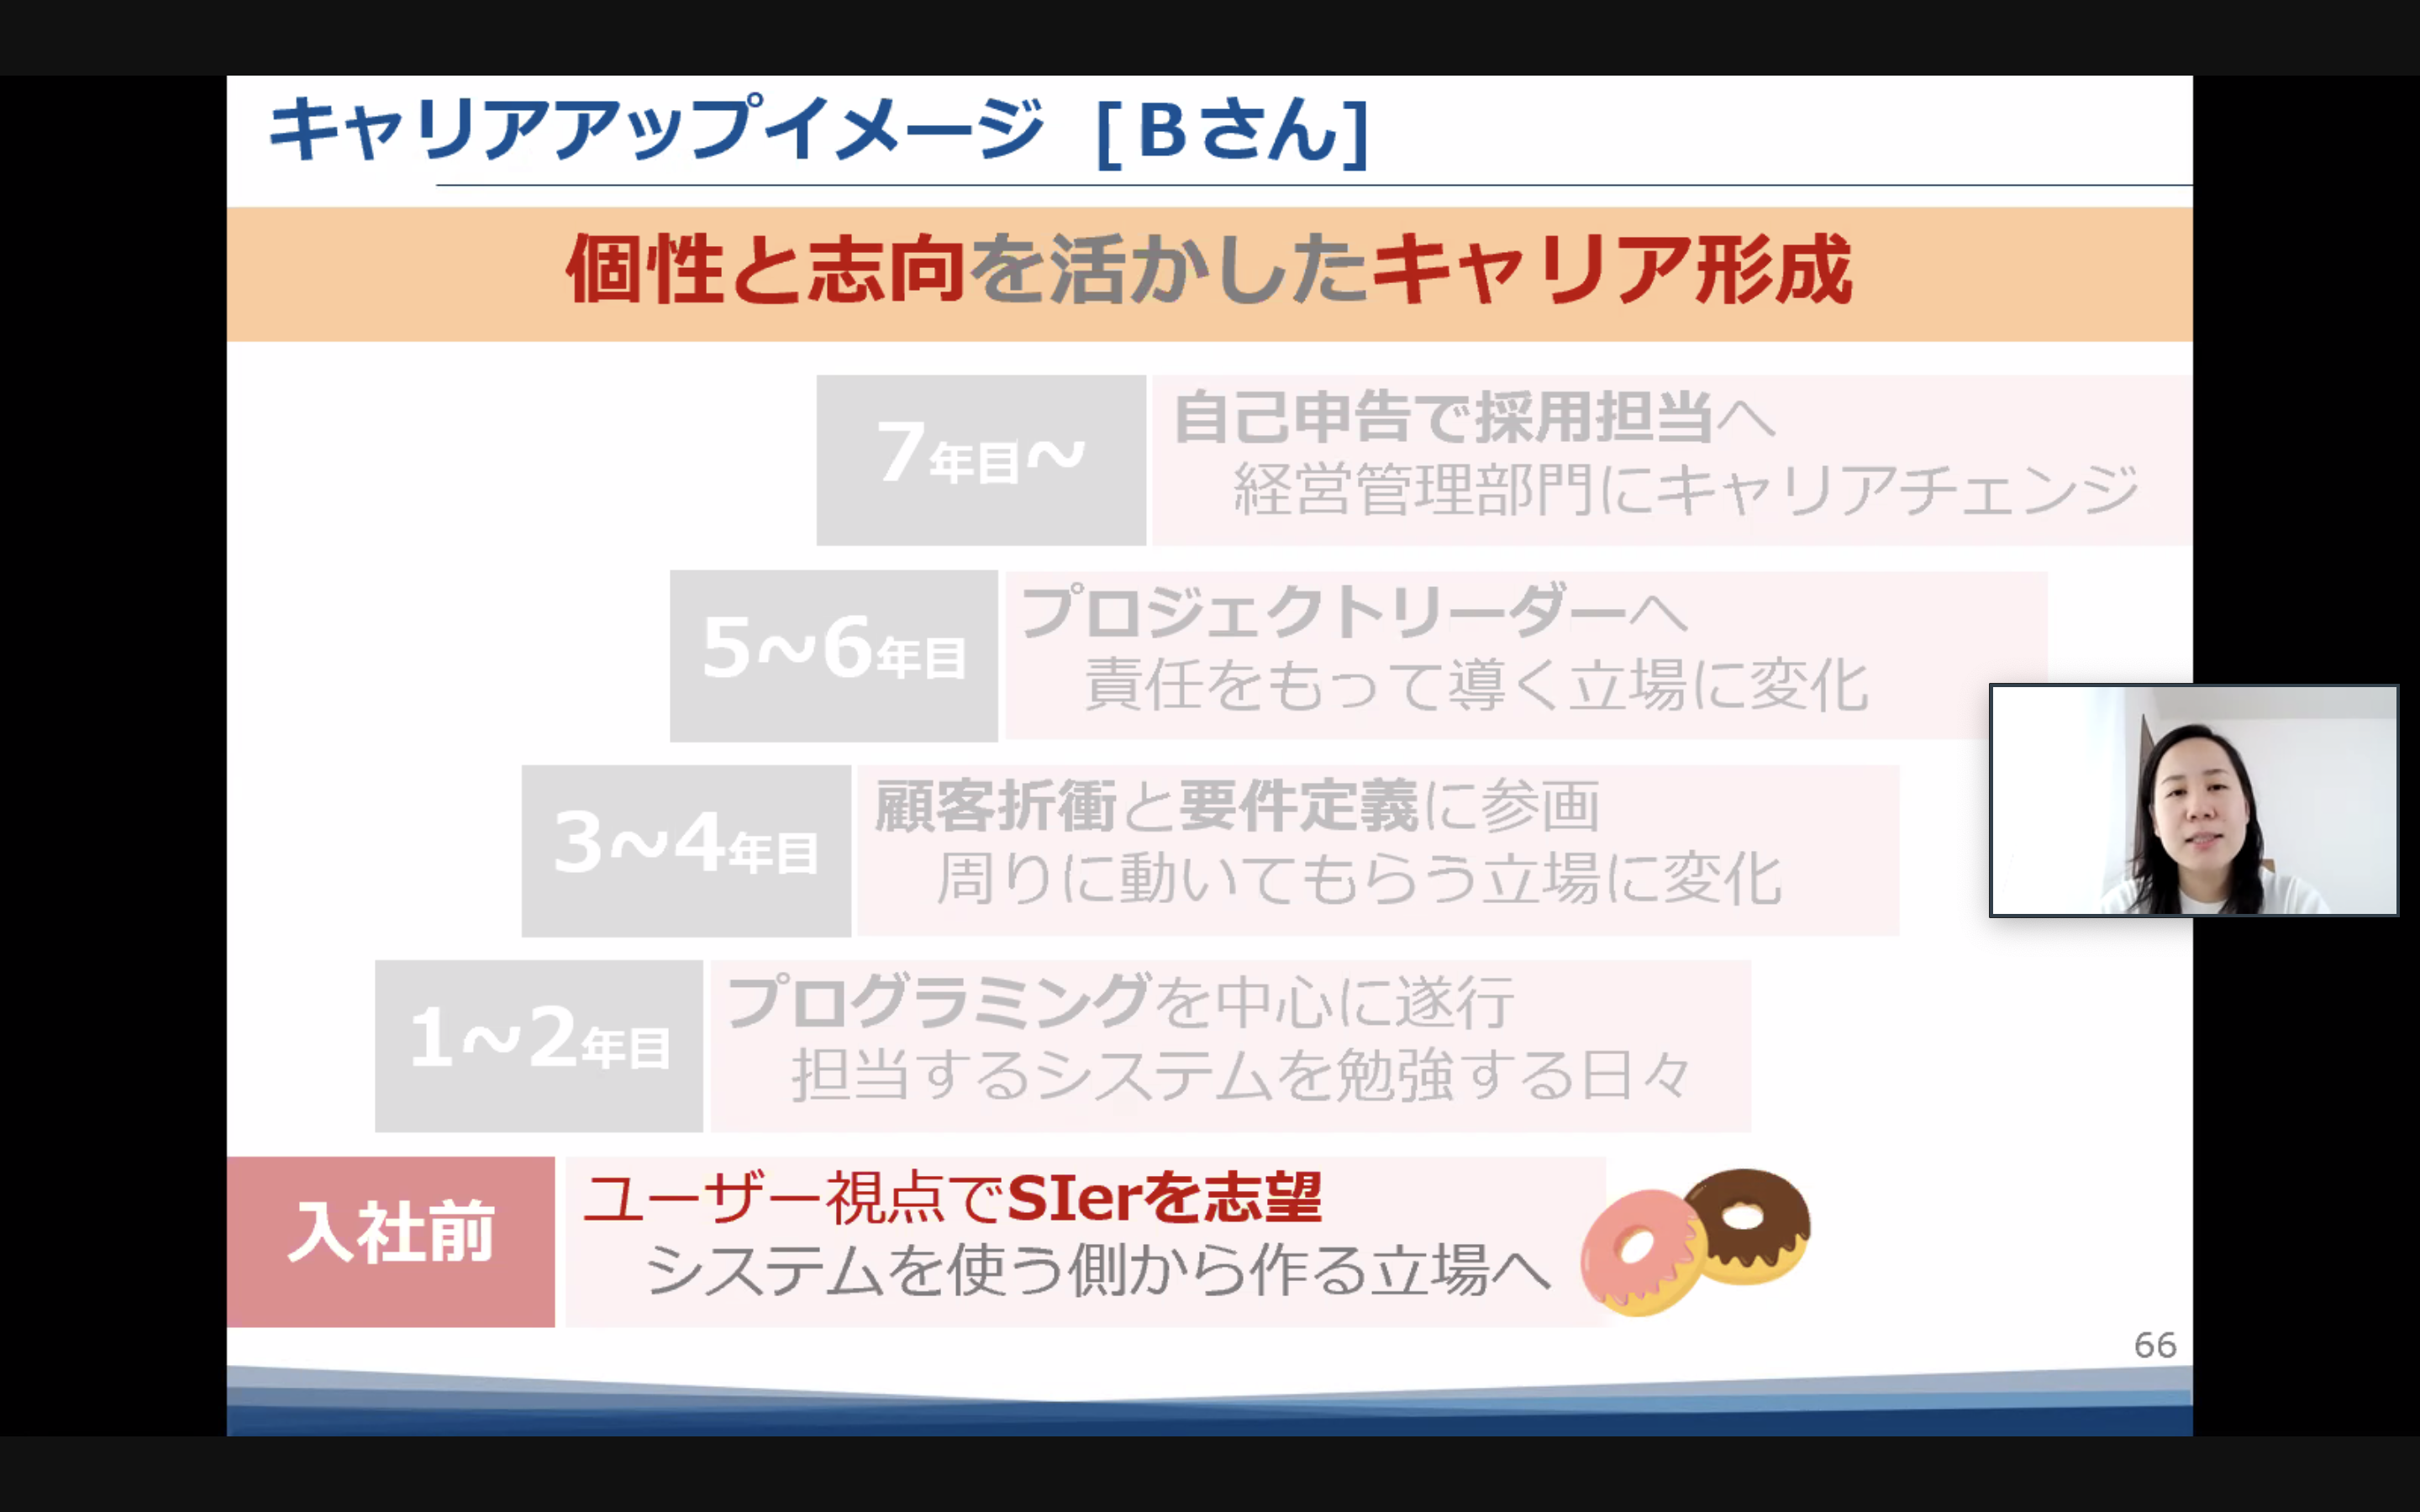 キャリアアップイメージ [Bさん]
個性と志向を活かしたキャリア形成
7年目~
自己申告で採用担当へ
経営管理部門にキャリアチェンジ
5~6年目
プロジェクトリーダーへ
責任をもって導く立場に変化
3~4年目
顧客折衝と要件定義に参画
周りに動いてもらう立場に変化
1~2年目
プログラミングを中心に遂行
担当するシステムを勉強する日々
入社前
ユーザー視点でSIerを志望
システムを使う側から作る立場へ
66